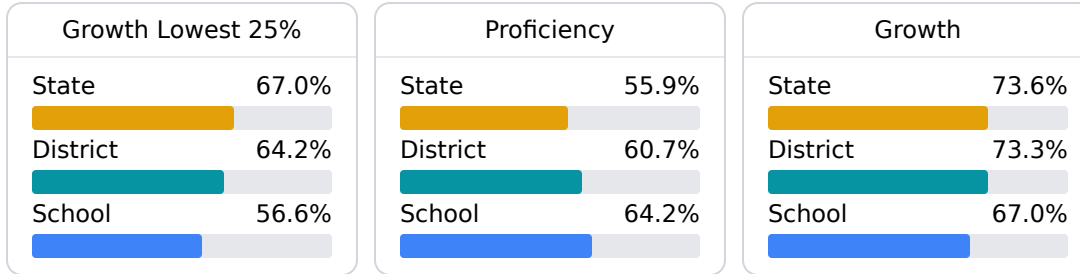 Growth Lowest 25%
State 67.0%
District 64.2%
School 56.6%
Proficiency
State 55.9%
District 60.7%
School 64.2%
Growth
State 73.6%
District 73.3%
School 67.0%